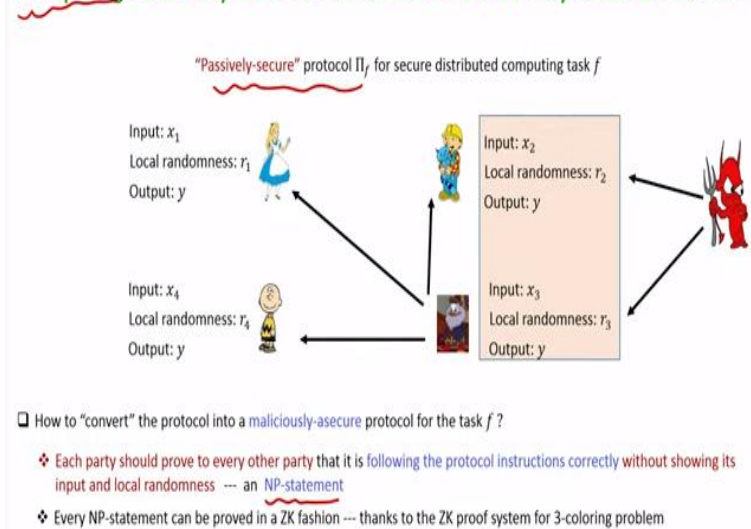 "Passively-secure" protocol Πf for secure distributed computing task f
Input: x1
Local randomness: r1
Output: y
Input: x2
Local randomness: r2
Output: y
Input: x4
Local randomness: r4
Output: y
Input: x3
Local randomness: r3
Output: y
❑ How to "convert" the protocol into a maliciously-asecure protocol for the task f ?
❖ Each party should prove to every other party that it is following the protocol instructions correctly without showing its
input and local randomness --- an NP-statement
❖ Every NP-statement can be proved in a ZK fashion --- thanks to the ZK proof system for 3-coloring problem